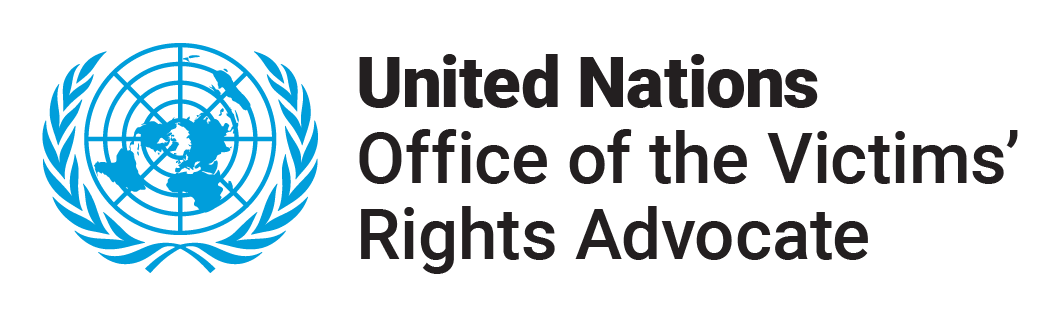 United Nations
Office of the Victims’
Rights Advocate